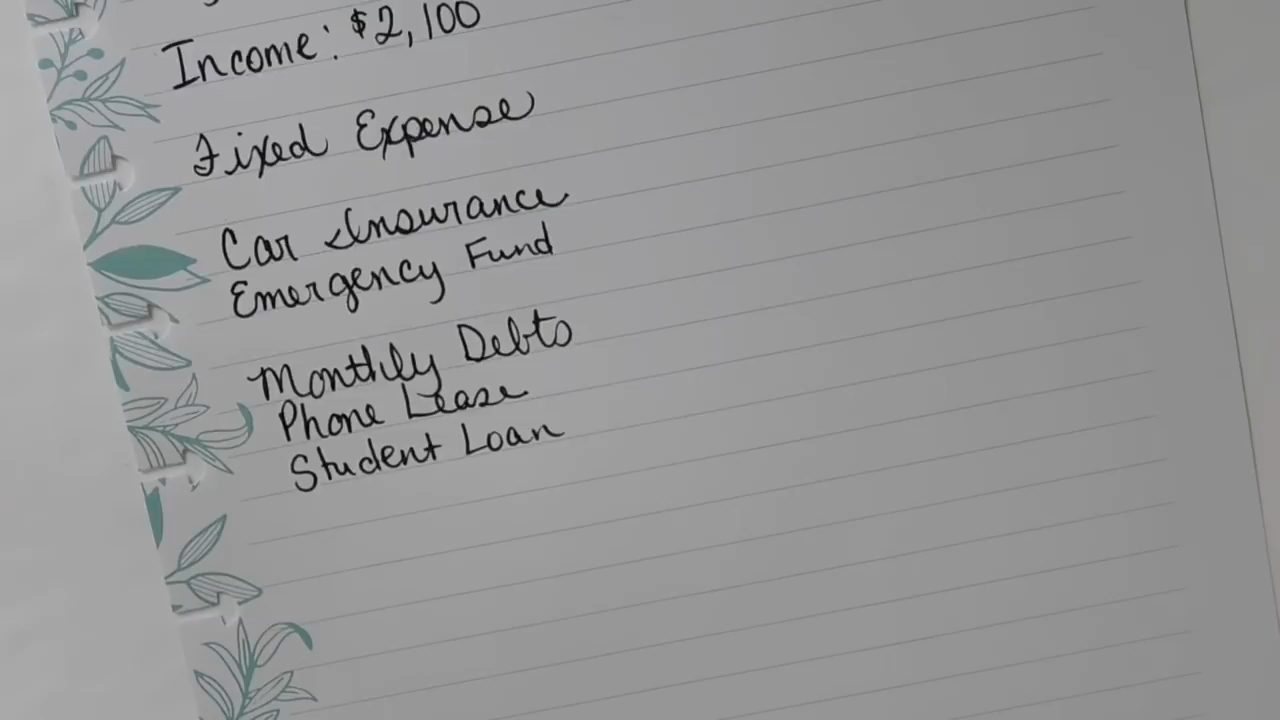 Income: $2,100
Fixed Expense
Car Insurance
Emergency Fund
Monthly Debts
Phone Lease
Student Loan